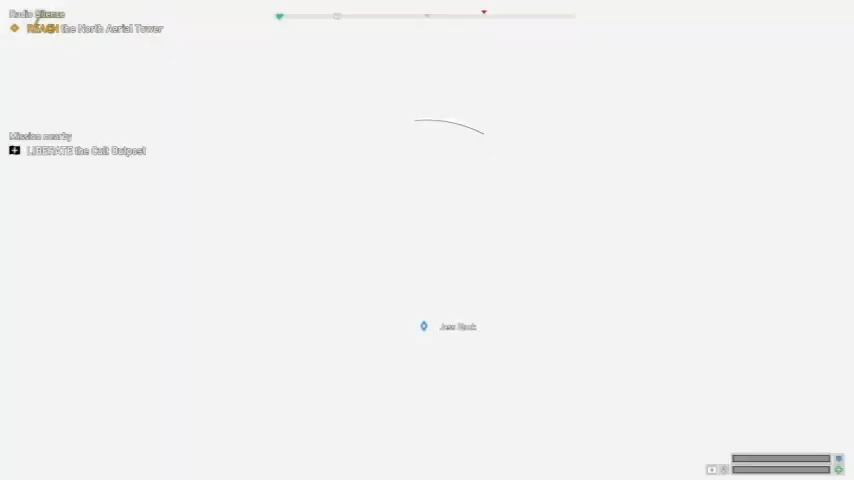 Radio Silence
REACH the North Aerial Tower
Mission nearby
LIBERATE the Cult Outpost
Jess Black